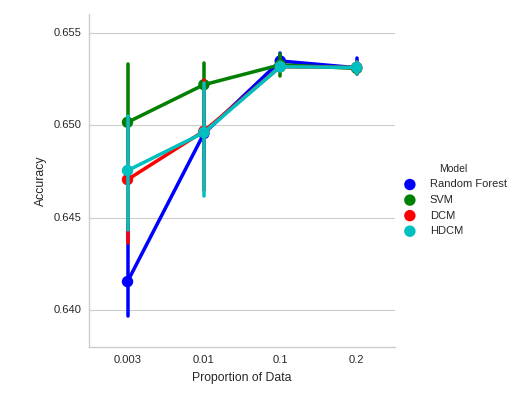 0.655
0.650
0.645
0.640
Accuracy
0.003 0.01 0.1 0.2
Proportion of Data
Model
Random Forest
SVM
DCM
HDCM